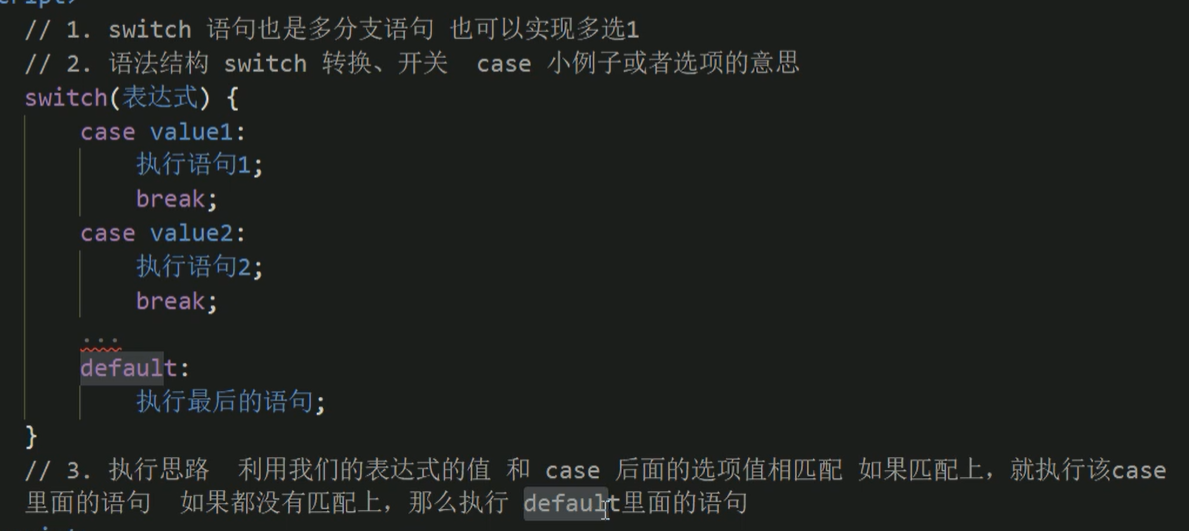 // 1. switch 语句也是多分支语句 也可以实现多选1
// 2. 语法结构 switch 转换、开关 case 小例子或者选项的意思
switch(表达式) {
case value1:
执行语句1;
break;
case value2:
执行语句2;
break;
...
default:
执行最后的语句;
}
// 3. 执行思路 利用我们的表达式的值 和 case 后面的选项值相匹配 如果匹配上，就执行该case
里面的语句 如果都没有匹配上，那么执行 default里面的语句